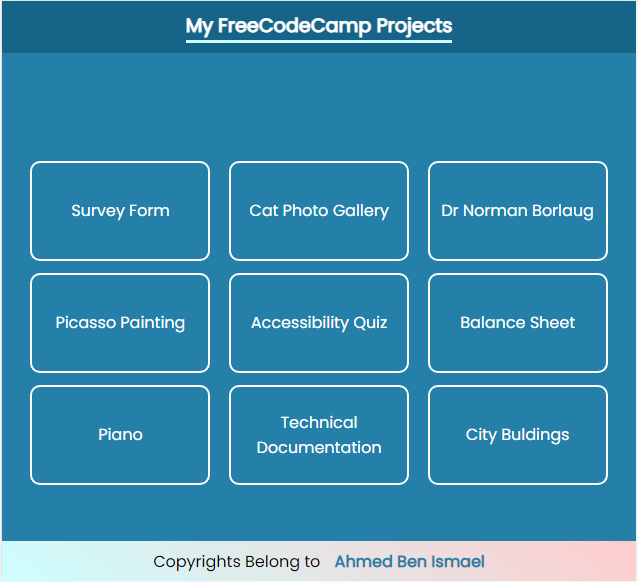 My FreeCodeCamp Projects
Survey Form
Cat Photo Gallery
Dr Norman Borlaug
Picasso Painting
Accessibility Quiz
Balance Sheet
Piano
Technical
Documentation
City Buldings
Copyrights Belong to Ahmed Ben Ismael